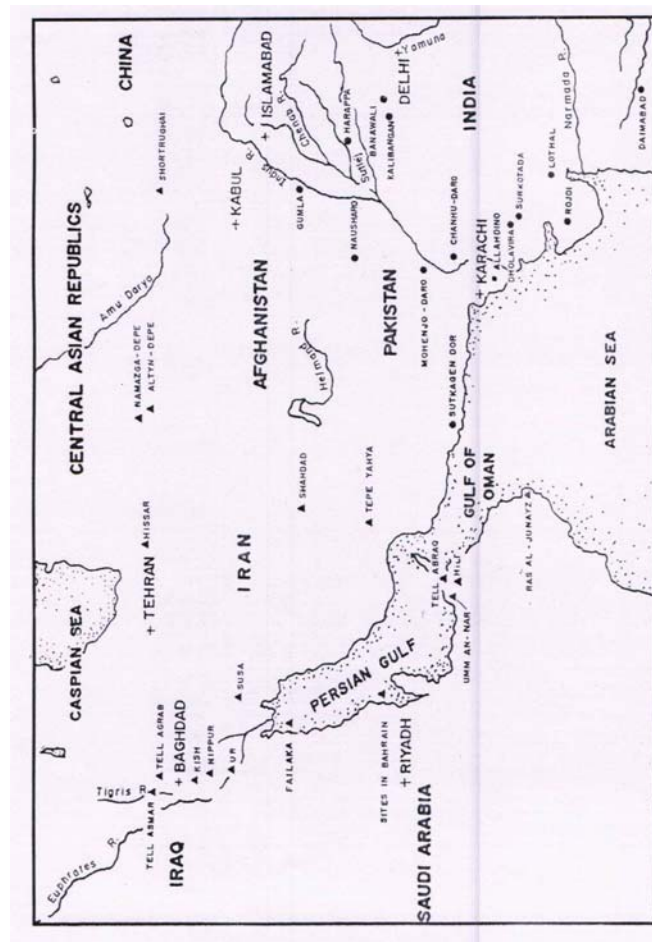 CHINA
CENTRAL ASIAN REPUBLICS
SHORTRUGHAI
Amu Darya
NAMAZGA-DEPE
ALTYN-DEPE
CASPIAN SEA
HISSAR
+ TEHRAN
+ KABUL
AFGHANISTAN
Helmand R.
IRAN
SHAHDAD
TEPE YAHYA
+ ISLAMABAD
Indus R.
Chenga R.
GUMLA
HARAPPA
NAUSHARO
BANAWALI
KALIBANGAN
DELHI
+Yamuna
PAKISTAN
INDIA
MOHENJO-DARO
CHANHU-DARO
SUTKAGEN DOR
+ KARACHI
ALLAHDINO
DHOLAVIRA
SURKOTADA
LOTHAL
ROJDI
Narmada R.
DAIMABAD
ARABIAN SEA
GULF OF
OMAN
RAS AL-JUNAYZ
TELL ABRAQ
HILI
UMM AN-NAR
PERSIAN GULF
SITES IN BAHRAIN
+ RIYADH
SAUDI ARABIA
FAILAKA
SUSA
UR
NIPPUR
KISH
+ BAGHDAD
TELL AGRAB
TELL ASMAR
Tigris R.
Euphrates R.
IRAQ